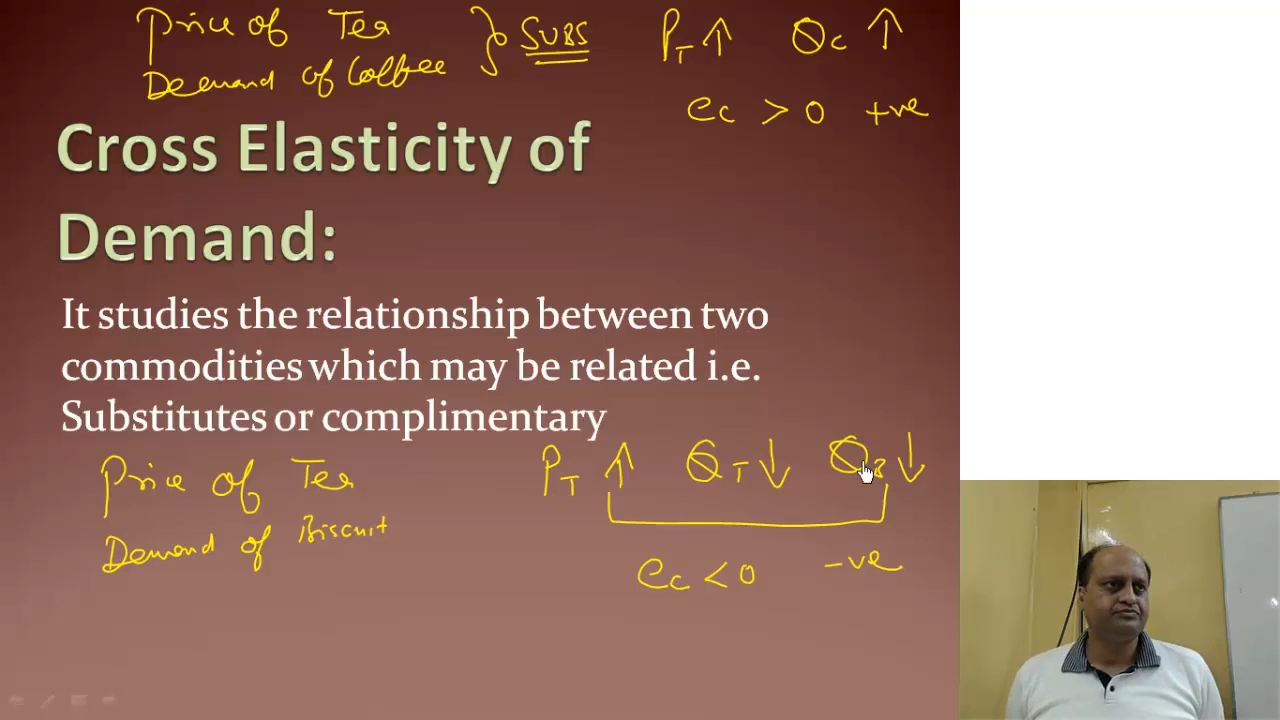 Price of Tea
Demand of Coffee
SUBS
PT ↑ QC ↑
ec > 0 +ve
Cross Elasticity of
Demand:
It studies the relationship between two
commodities which may be related i.e.
Substitutes or complimentary
Price of Tea
Demand of Biscuit
PT ↑ QT ↓ QB ↓
ec < 0 -ve